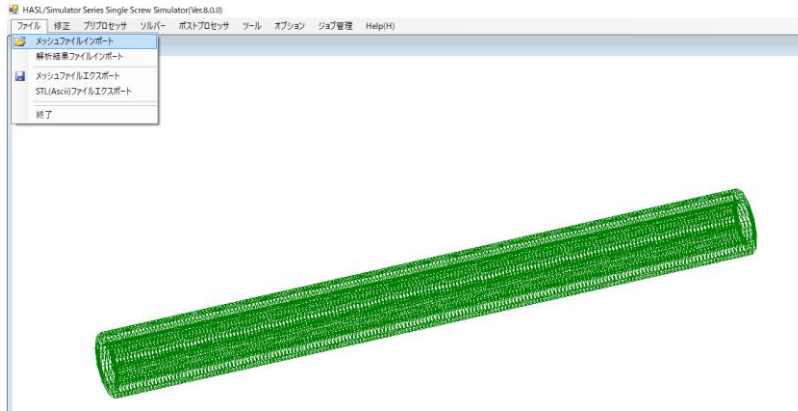 HASL/Simulator Series Single Screw Simulator(Ver.8.0.0)
ファイル 修正 プリプロセッサ ソルバー ポストプロセッサ ツール オプション ジョブ管理 Help(H)
メッシュファイルインポート
解析結果ファイルインポート
メッシュファイルエクスポート
STL(Ascii)ファイルエクスポート
終了